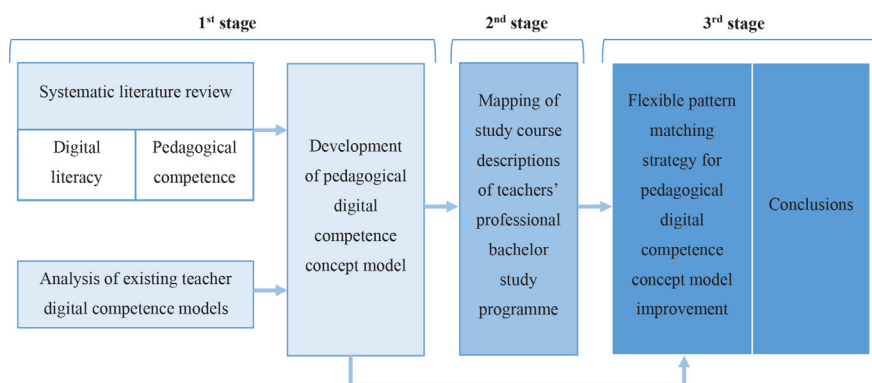 1st stage
2nd stage
3rd stage
Systematic literature review
Digital
literacy
Pedagogical
competence
Analysis of existing teacher
digital competence models
Development
of pedagogical
digital
competence
concept model
Mapping of
study course
descriptions
of teachers’
professional
bachelor
study
programme
Flexible pattern
matching
strategy for
pedagogical
digital
competence
concept model
improvement
Conclusions